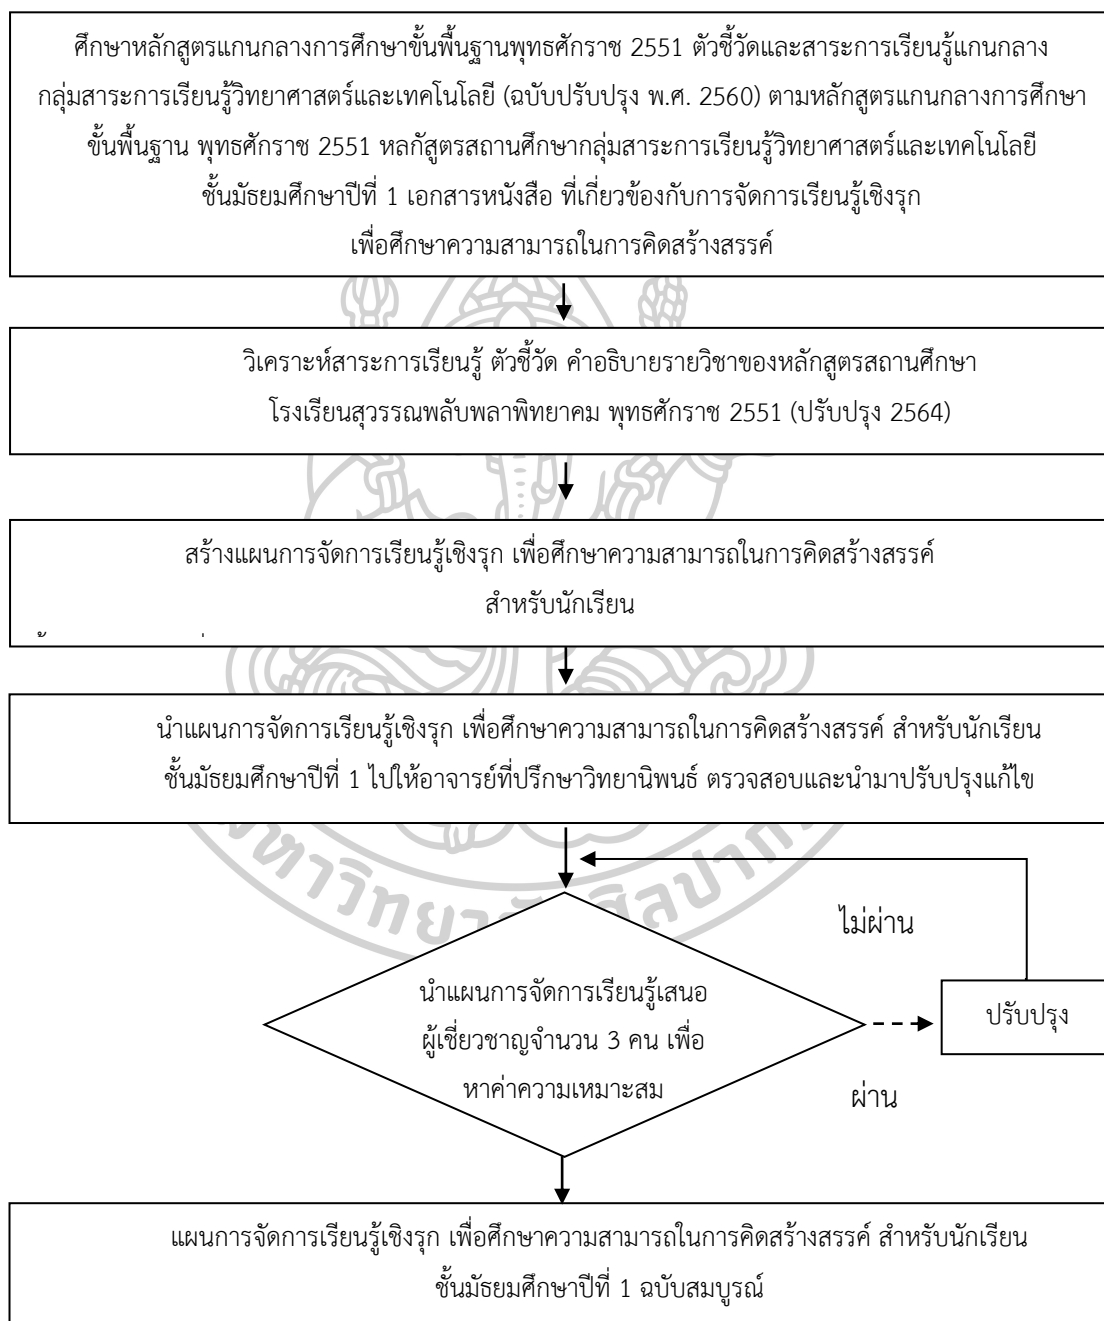 ศึกษาหลักสูตรแกนกลางการศึกษาขั้นพื้นฐานพุทธศักราช 2551 ตัวชี้วัดและสาระการเรียนรู้แกนกลาง
กลุ่มสาระการเรียนรู้วิทยาศาสตร์และเทคโนโลยี (ฉบับปรับปรุง พ.ศ. 2560) ตามหลักสูตรแกนกลางการศึกษา
ขั้นพื้นฐาน พุทธศักราช 2551 หลกัสูตรสถานศึกษากลุ่มสาระการเรียนรู้วิทยาศาสตร์และเทคโนโลยี
ชั้นมัธยมศึกษาปีที่ 1 เอกสารหนังสือ ที่เกี่ยวข้องกับการจัดการเรียนรู้เชิงรุก
เพื่อศึกษาความสามารถในการคิดสร้างสรรค์
วิเคราะห์สาระการเรียนรู้ ตัวชี้วัด คำอธิบายรายวิชาของหลักสูตรสถานศึกษา
โรงเรียนสุวรรณพลับพลาพิทยาคม พุทธศักราช 2551 (ปรับปรุง 2564)
สร้างแผนการจัดการเรียนรู้เชิงรุก เพื่อศึกษาความสามารถในการคิดสร้างสรรค์
สำหรับนักเรียน
นำแผนการจัดการเรียนรู้เชิงรุก เพื่อศึกษาความสามารถในการคิดสร้างสรรค์ สำหรับนักเรียน
ชั้นมัธยมศึกษาปีที่ 1 ไปให้อาจารย์ที่ปรึกษาวิทยานิพนธ์ ตรวจสอบและนำมาปรับปรุงแก้ไข
ไม่ผ่าน
นำแผนการจัดการเรียนรู้เสนอ
ผู้เชี่ยวชาญจำนวน 3 คน เพื่อ
หาค่าความเหมาะสม
ปรับปรุง
ผ่าน
แผนการจัดการเรียนรู้เชิงรุก เพื่อศึกษาความสามารถในการคิดสร้างสรรค์ สำหรับนักเรียน
ชั้นมัธยมศึกษาปีที่ 1 ฉบับสมบูรณ์